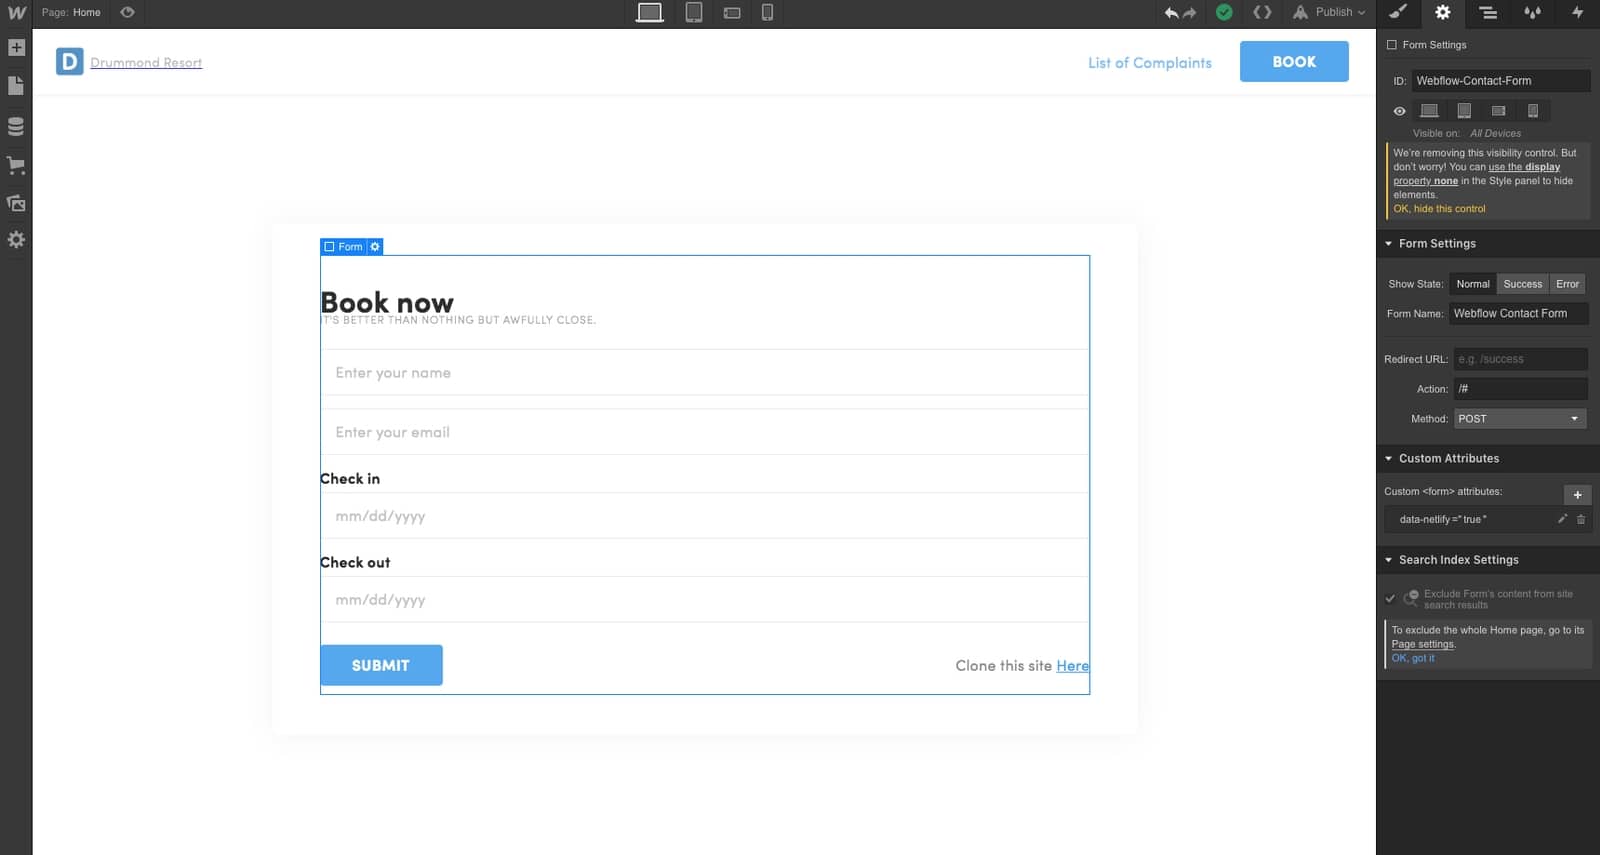 Page: Home
Publish
D Drummond Resort
List of Complaints
BOOK
Form
Book now
IT'S BETTER THAN NOTHING BUT AWFULLY CLOSE.
Enter your name
Enter your email
Check in
mm/dd/yyyy
Check out
mm/dd/yyyy
SUBMIT
Clone this site Here
Form Settings
ID: Webflow-Contact-Form
Visible on: All Devices
We're removing this visibility control. But
don't worry! You can use the display
property none in the Style panel to hide
elements.
OK, hide this control
Form Settings
Show State: Normal Success Error
Form Name: Webflow Contact Form
Redirect URL: e.g. /success
Action: /#
Method: POST
Custom Attributes
Custom <form> attributes:
data-netlify="true"
Search Index Settings
Exclude Form's content from site
search results
To exclude the whole Home page, go to its
Page settings.
OK, got it